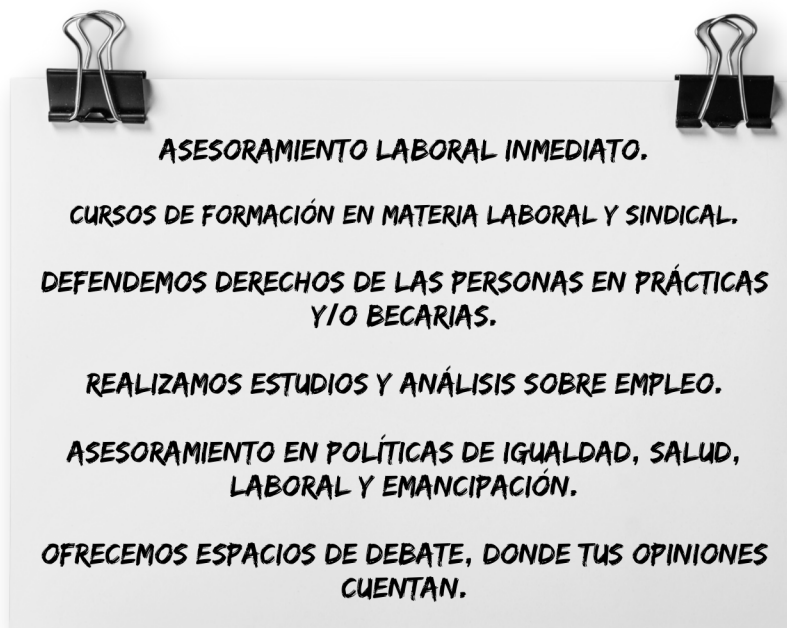 ASESORAMIENTO LABORAL INMEDIATO.
CURSOS DE FORMACIÓN EN MATERIA LABORAL Y SINDICAL.
DEFENDEMOS DERECHOS DE LAS PERSONAS EN PRÁCTICAS
Y/O BECARIAS.
REALIZAMOS ESTUDIOS Y ANÁLISIS SOBRE EMPLEO.
ASESORAMIENTO EN POLÍTICAS DE IGUALDAD, SALUD,
LABORAL Y EMANCIPACIÓN.
OFRECEMOS ESPACIOS DE DEBATE, DONDE TUS OPINIONES
CUENTAN.